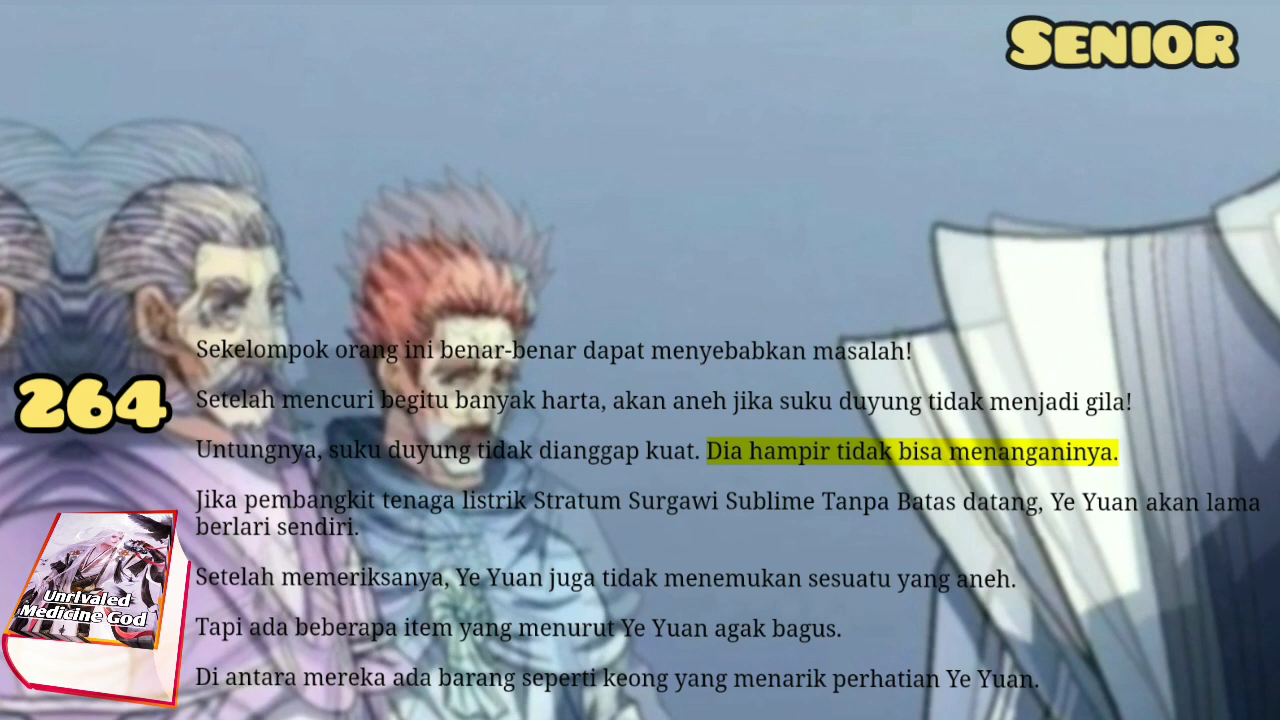 SENIOR
Sekelompok orang ini benar-benar dapat menyebabkan masalah!
264
Setelah mencuri begitu banyak harta, akan aneh jika suku duyung tidak menjadi gila!
Untungnya, suku duyung tidak dianggap kuat. Dia hampir tidak bisa menanganinya.
Jika pembangkit tenaga listrik Stratum Surgawi Sublime Tanpa Batas datang, Ye Yuan akan lama
berlari sendiri.
Setelah memeriksanya, Ye Yuan juga tidak menemukan sesuatu yang aneh.
Unrivaled
Medicine God
Tapi ada beberapa item yang menurut Ye Yuan agak bagus.
Di antara mereka ada barang seperti keong yang menarik perhatian Ye Yuan.